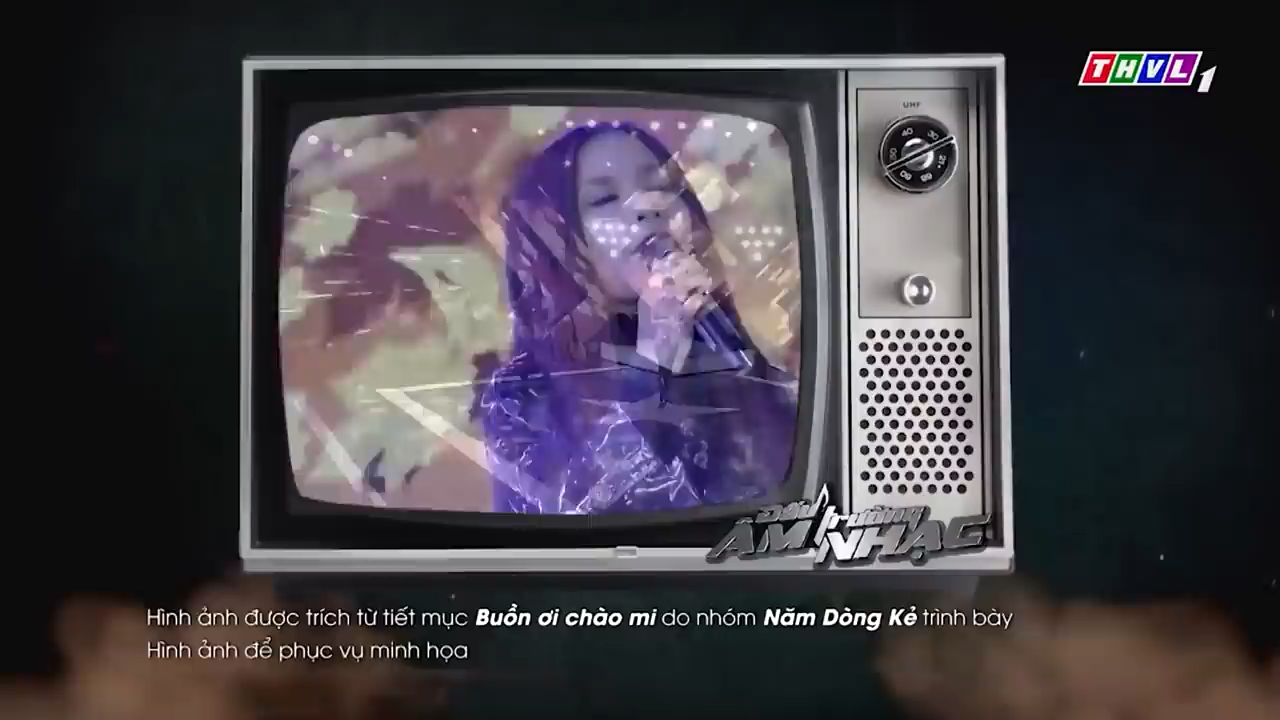 THVL1
UHF
Đấu trường
ÂM NHẠC
Hình ảnh được trích từ tiết mục Buồn ơi chào mi do nhóm Năm Dòng Kẻ trình bày
Hình ảnh để phục vụ minh họa